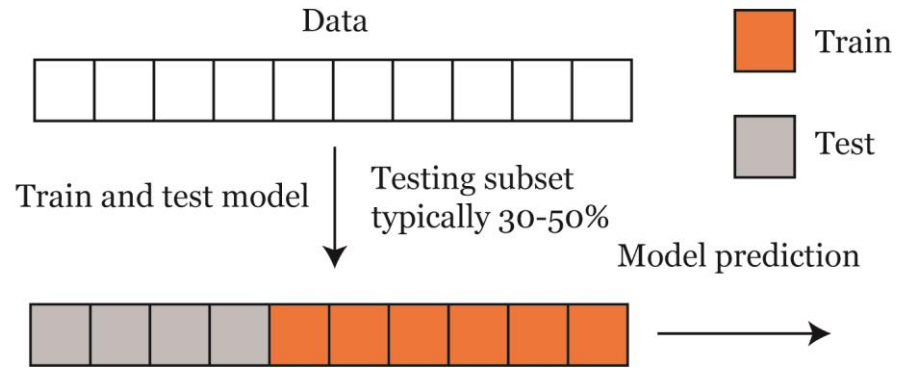 Data
Train
Test
Train and test model
Testing subset
typically 30-50%
Model prediction